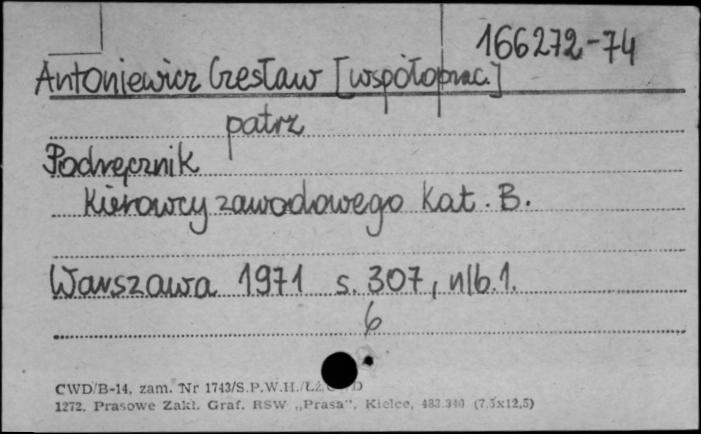 166272-74
Antoniewicz Czesław [współoprac.]
patrz
Podręcznik
Kierowcy zawodowego kat. B.
Warszawa 1971 s. 307, nlb. 1.
6
CWD/B-14, zam. Nr 1743/S.P.W.H./
1272. Prasowe Zakł. Graf. RSW „Prasa", Kielce, 483.340 (7,5x12,5)